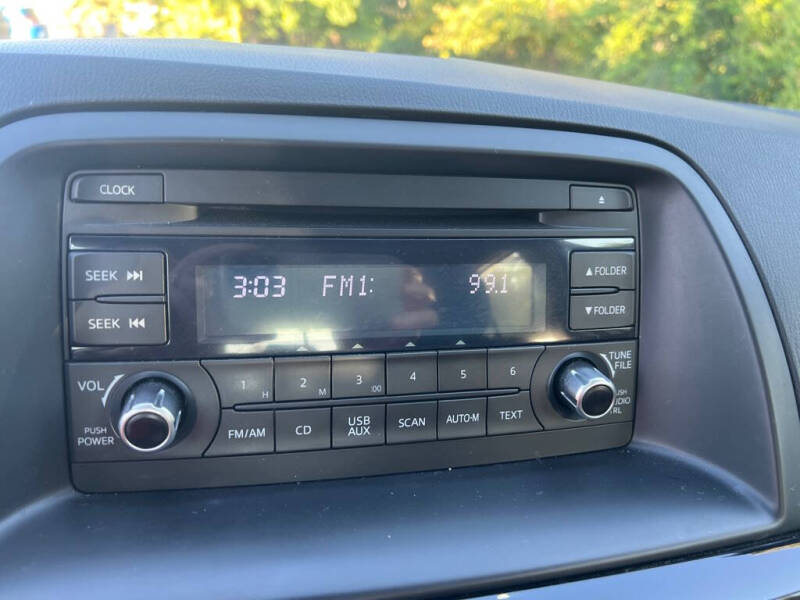 CLOCK
SEEK
▲FOLDER
3:03 FM1: 99.1
SEEK
▼FOLDER
1 H 2 M 3 :00 4 5 6
TUNE
FILE
VOL
PUSH
POWER
FM/AM CD USB AUX SCAN AUTO-M TEXT